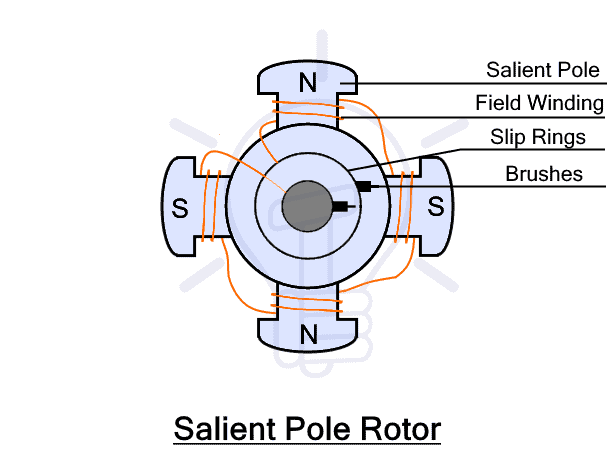 N
Salient Pole
Field Winding
Slip Rings
Brushes
S
S
N
Salient Pole Rotor